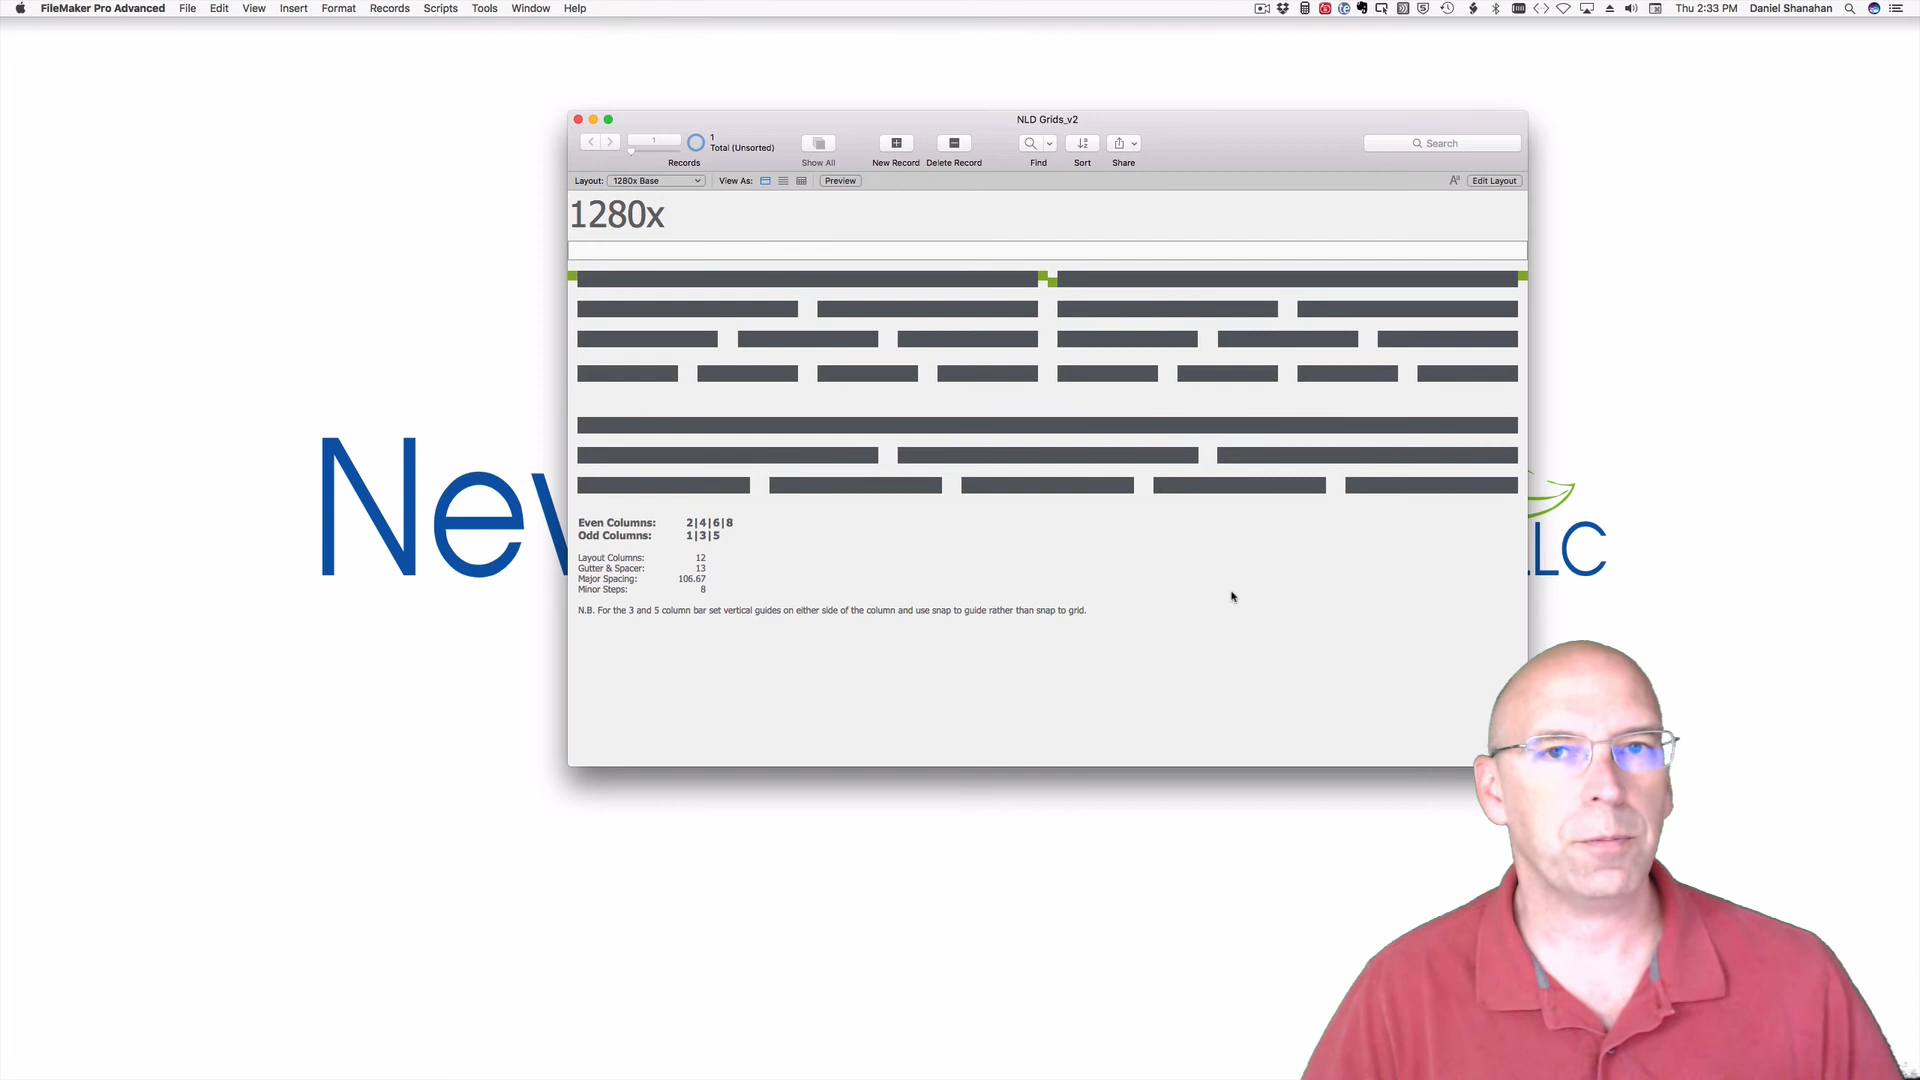 FileMaker Pro Advanced File Edit View Insert Format Records Scripts Tools Window Help
Thu 2:33 PM Daniel Shanahan
NLD Grids_v2
1
1
Total (Unsorted)
Records
Show All
New Record
Delete Record
Find
Sort
Share
Search
Layout: 1280x Base
View As:
Preview
Edit Layout
1280x
Even Columns: 2|4|6|8
Odd Columns: 1|3|5
Layout Columns: 12
Gutter & Spacer: 13
Major Spacing: 106.67
Minor Steps: 8
N.B. For the 3 and 5 column bar set vertical guides on either side of the column and use snap to guide rather than snap to grid.
New
LLC